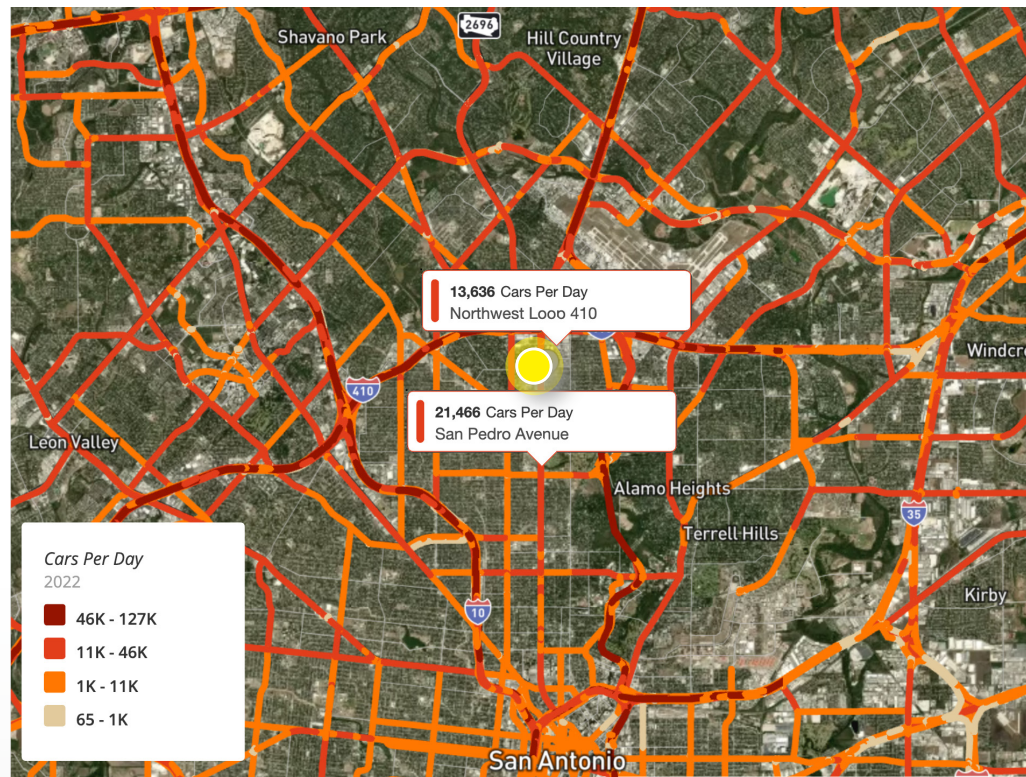 2696
Shavano Park
Hill Country
Village
13,636 Cars Per Day
Northwest Loop 410
Windcre
410
21,466 Cars Per Day
San Pedro Avenue
Leon Valley
Alamo Heights
35
Terrell Hills
Cars Per Day
2022
46K - 127K
11K - 46K
1K - 11K
65 - 1K
Kirby
10
San Antonio